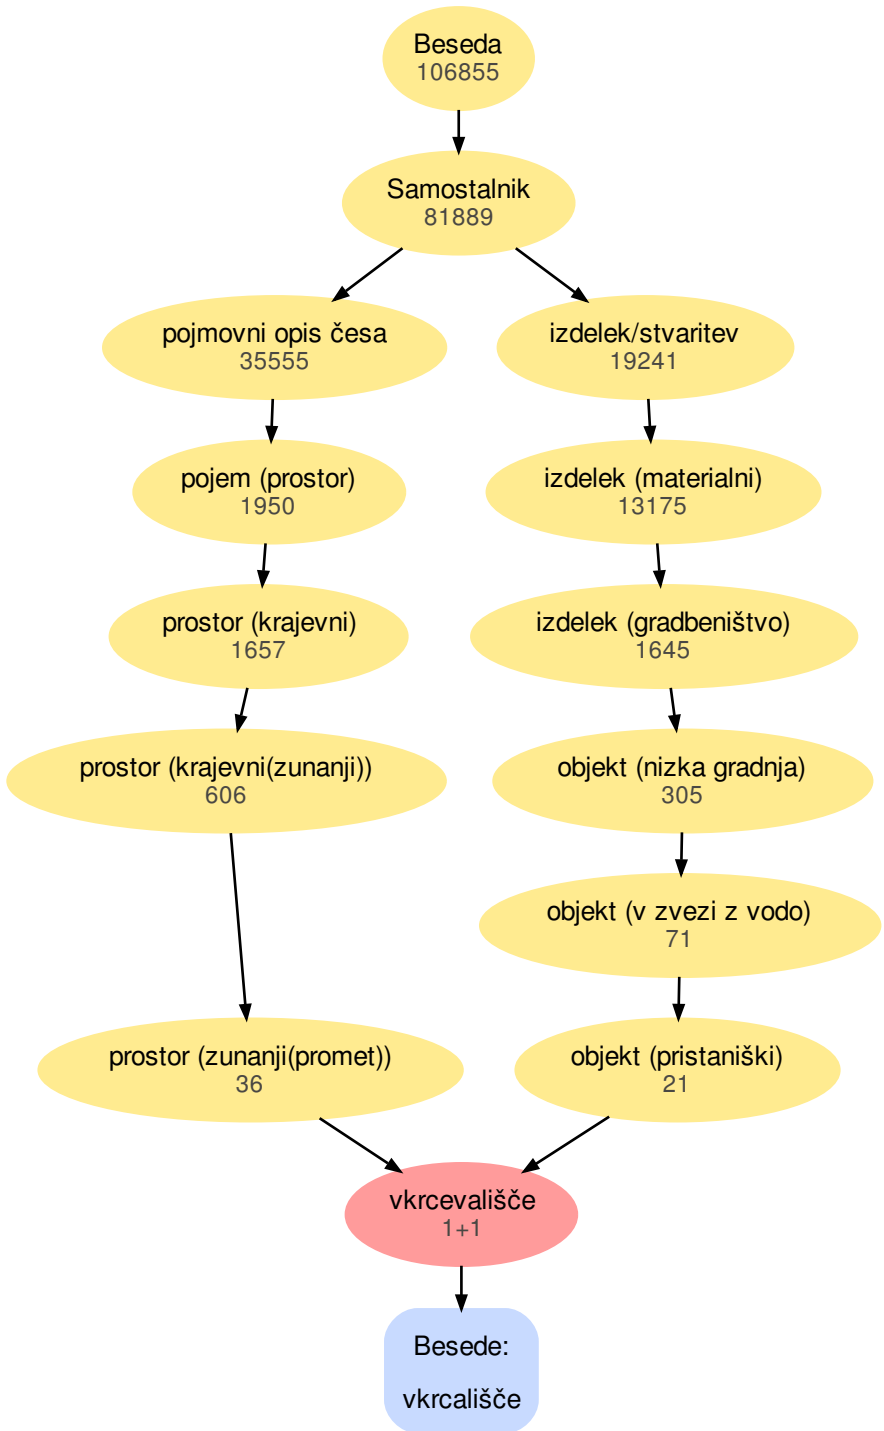 Beseda
106855
Samostalnik
81889
pojmovni opis česa
35555
izdelek/stvaritev
19241
pojem (prostor)
1950
izdelek (materialni)
13175
prostor (krajevni)
1657
izdelek (gradbeništvo)
1645
prostor (krajevni(zunanji))
606
objekt (nizka gradnja)
305
objekt (v zvezi z vodo)
71
prostor (zunanji(promet))
36
objekt (pristaniški)
21
vkrcevališče
1+1
Besede:
vkrcališče